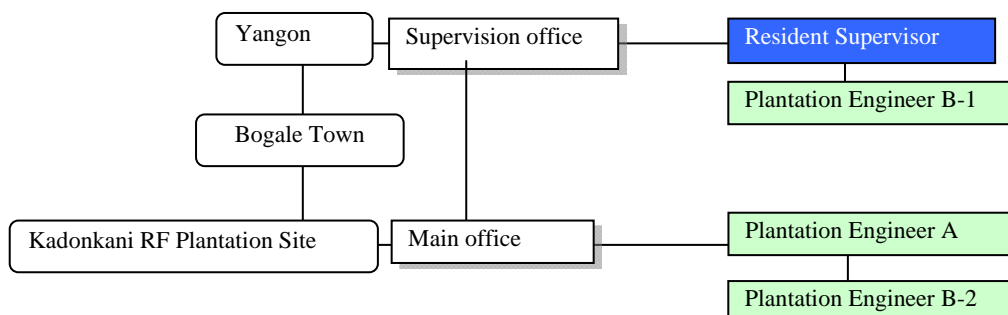 Yangon
Supervision office
Resident Supervisor
Plantation Engineer B-1
Bogale Town
Kadonkani RF Plantation Site
Main office
Plantation Engineer A
Plantation Engineer B-2